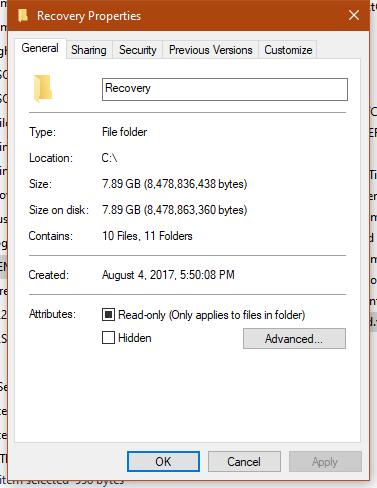 Recovery Properties
General Sharing Security Previous Versions Customize
Recovery
Type: File folder
Location: C:\
Size: 7.89 GB (8,478,836,438 bytes)
Size on disk: 7.89 GB (8,478,863,360 bytes)
Contains: 10 Files, 11 Folders
Created: August 4, 2017, 5:50:08 PM
Attributes: Read-only (Only applies to files in folder)
Hidden Advanced...
OK Cancel Apply